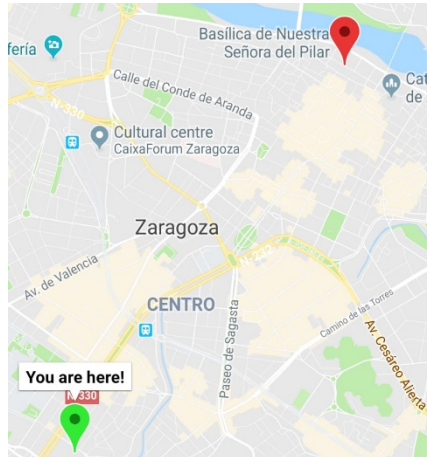 Basílica de Nuestra
Señora del Pilar
fería
Cat
de
Calle del Conde de Aranda
N-330
Cultural centre
CaixaForum Zaragoza
Zaragoza
N-232
Av. de Valencia
CENTRO
Camino de las Torres
Paseo de Sagasta
Av. Cesáreo Alierta
You are here!
N-330